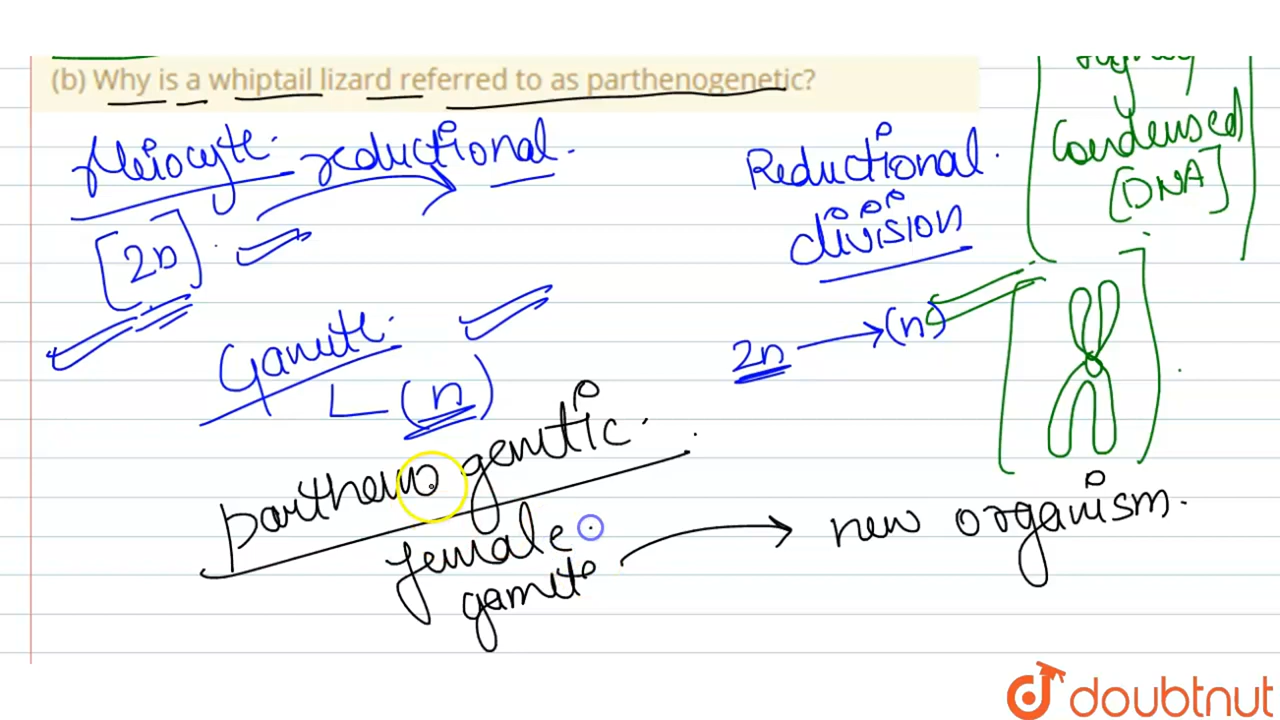 (b) Why is a whiptail lizard referred to as parthenogenetic?
Meiocyte reductional.
[2n]
Gamete.
(n)
Reductional.
division
2n → (n)
Condensed
[DNA]
parthenogenetic.
female
gamete → new organism.
doubtnut